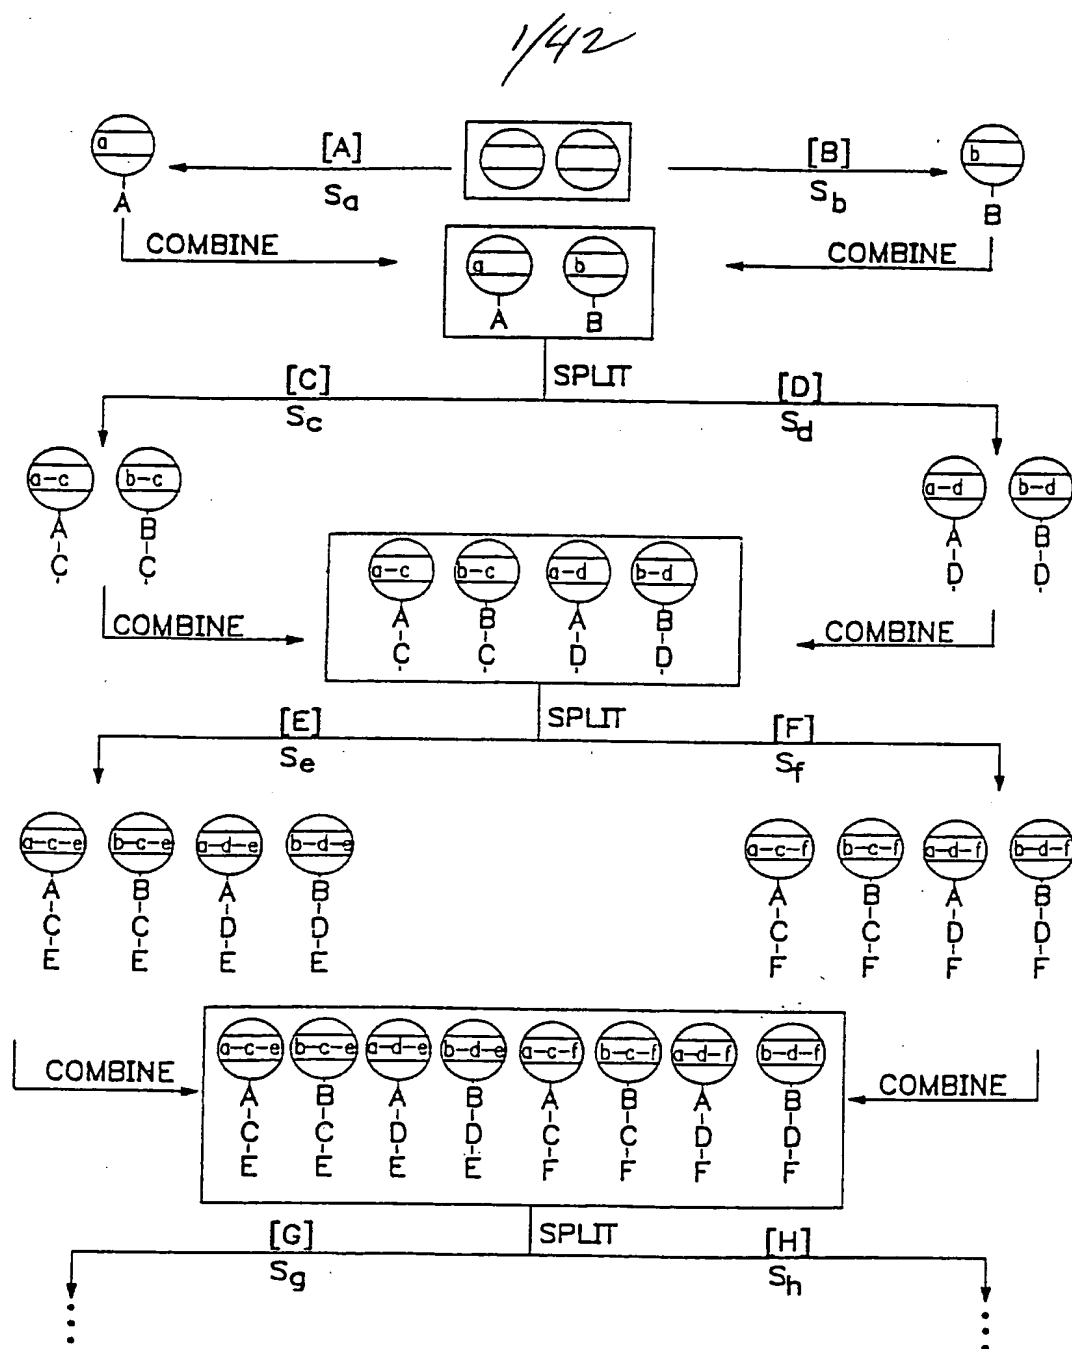 1/42
a [A] [B] b
A Sa Sb B
COMBINE a b COMBINE
A B
SPLIT
[C] [D]
Sc Sd
a-c b-c a-d b-d
A B A B
C C D D
a-c b-c a-d b-d
COMBINE A B A B COMBINE
C C D D
SPLIT
[E] [F]
Se Sf
a-c-e b-c-e a-d-e b-d-e a-c-f b-c-f a-d-f b-d-f
A B A B A B A B
C C D D C C D D
E E E E F F F F
a-c-e b-c-e a-d-e b-d-e a-c-f b-c-f a-d-f b-d-f
COMBINE A B A B A B A B COMBINE
C C D D C C D D
E E E E F F F F
SPLIT
[G] [H]
Sg Sh